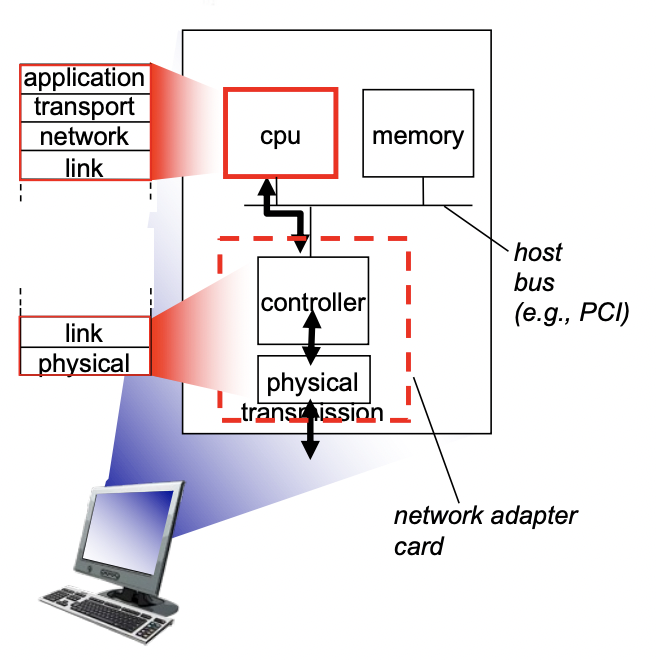 application
transport
network
link
cpu
memory
host
bus
(e.g., PCI)
controller
link
physical
physical
transmission
network adapter
card